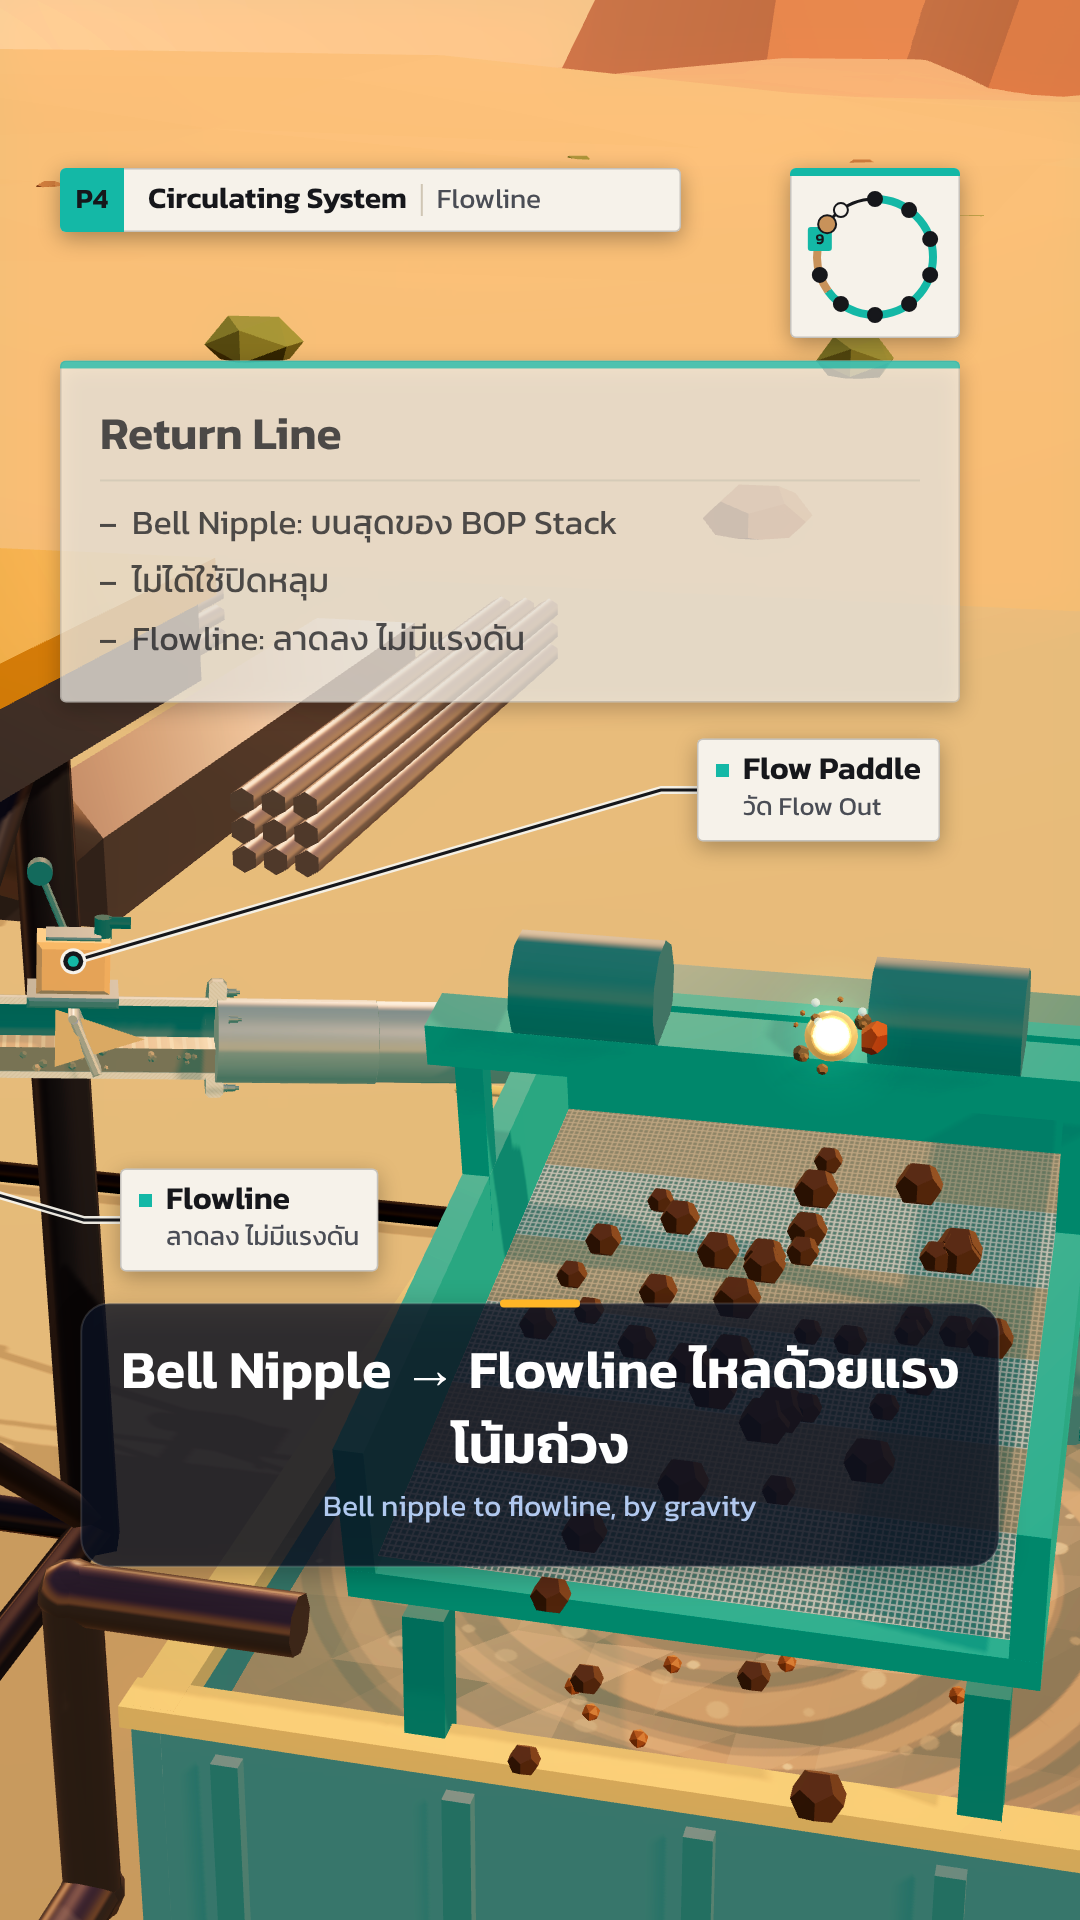 P4 Circulating System | Flowline
9
Return Line
– Bell Nipple: บนสุดของ BOP Stack
– ไม่ได้ใช้ปิดหลุม
– Flowline: ลาดลง ไม่มีแรงดัน
Flow Paddle
วัด Flow Out
Flowline
ลาดลง ไม่มีแรงดัน
Bell Nipple → Flowline ไหลด้วยแรง
โน้มถ่วง
Bell nipple to flowline, by gravity